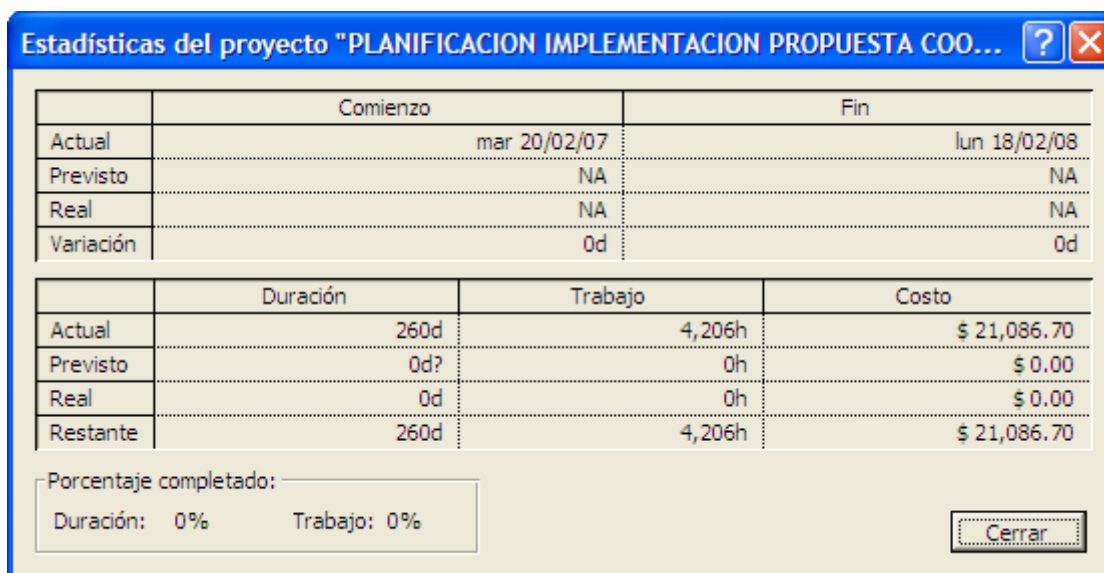 Estadísticas del proyecto "PLANIFICACION IMPLEMENTACION PROPUESTA COO...
Comienzo Fin
Actual mar 20/02/07 lun 18/02/08
Previsto NA NA
Real NA NA
Variación 0d 0d
Duración Trabajo Costo
Actual 260d 4,206h $ 21,086.70
Previsto 0d? 0h $ 0.00
Real 0d 0h $ 0.00
Restante 260d 4,206h $ 21,086.70
Porcentaje completado:
Duración: 0% Trabajo: 0%
Cerrar